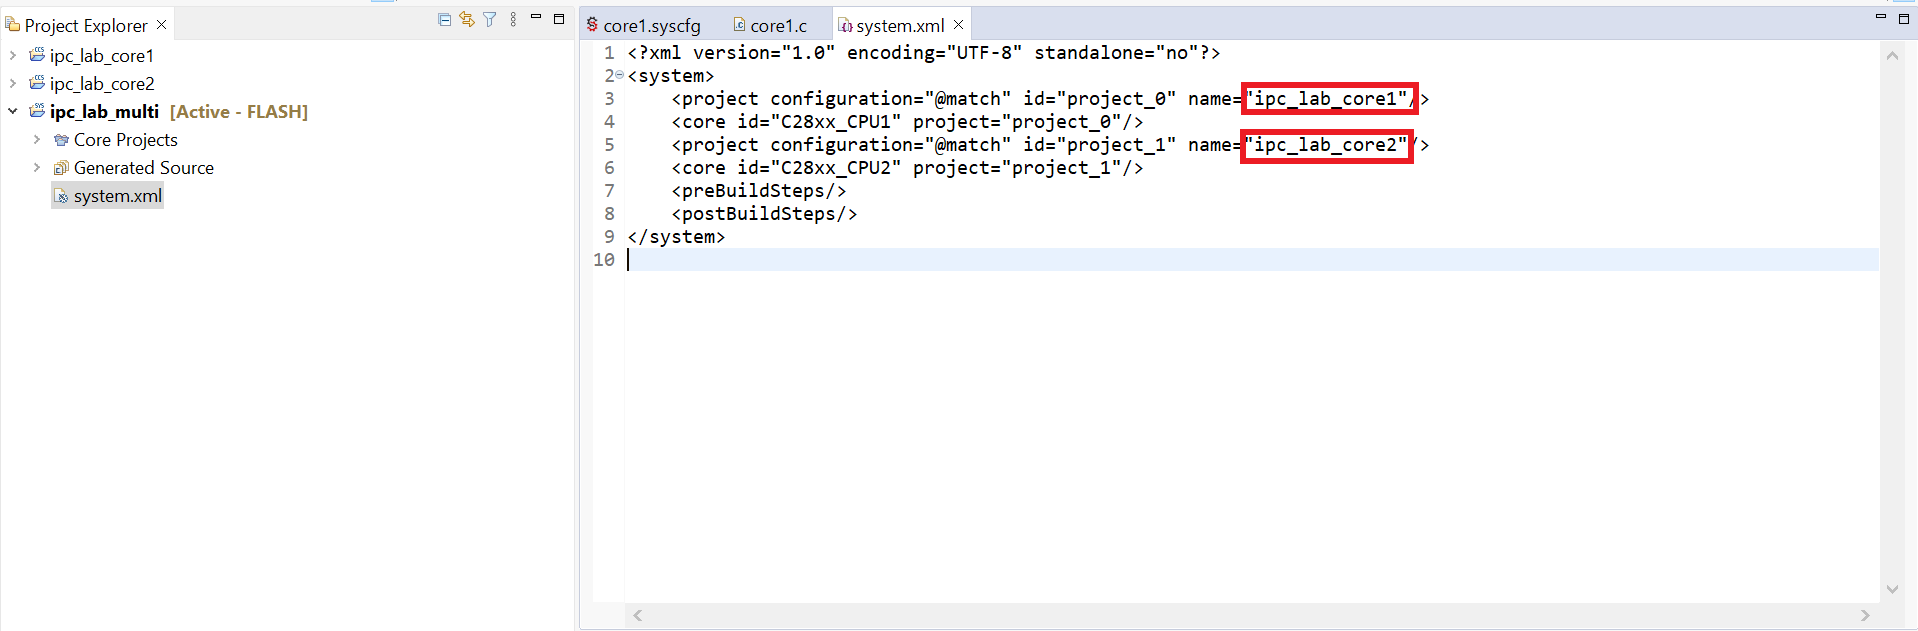 Project Explorer
ipc_lab_core1
ipc_lab_core2
ipc_lab_multi [Active - FLASH]
Core Projects
Generated Source
system.xml
core1.syscfg
core1.c
system.xml
1 <?xml version="1.0" encoding="UTF-8" standalone="no"?>
2 <system>
3 <project configuration="@match" id="project_0" name="ipc_lab_core1"/>
4 <core id="C28xx_CPU1" project="project_0"/>
5 <project configuration="@match" id="project_1" name="ipc_lab_core2"/>
6 <core id="C28xx_CPU2" project="project_1"/>
7 <preBuildSteps/>
8 <postBuildSteps/>
9 </system>
10